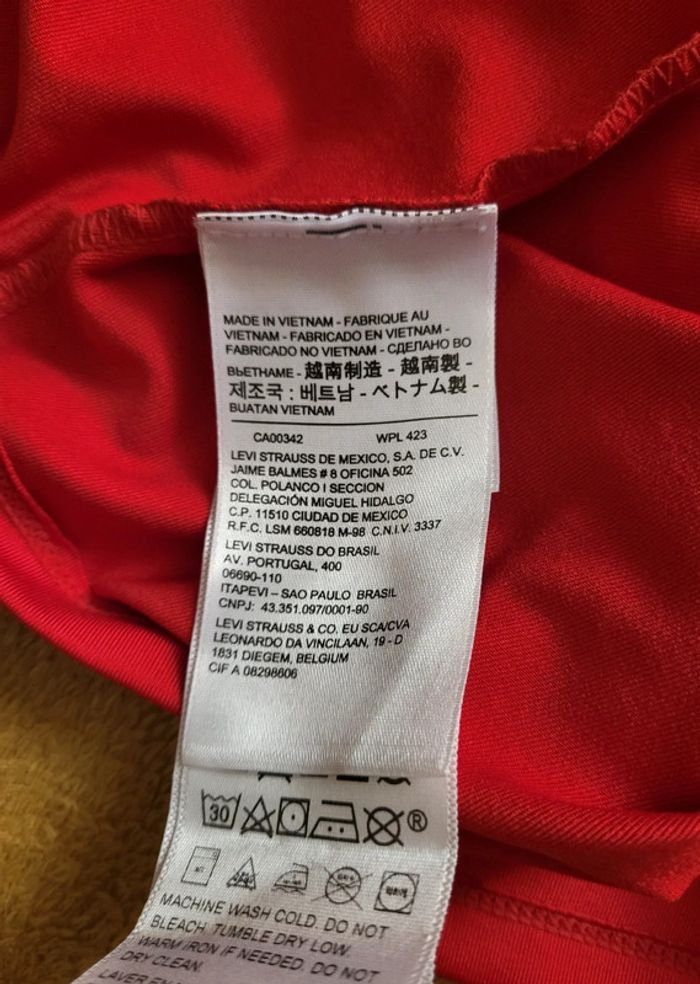 MADE IN VIETNAM - FABRIQUE AU
VIETNAM - FABRICADO EN VIETNAM -
FABRICADO NO VIETNAM - СДЕЛАНО ВО
ВЬЕТНАМЕ - 越南制造 - 越南製 -
제조국 : 베트남 - ベトナム製 -
BUATAN VIETNAM
CA00342 WPL 423
LEVI STRAUSS DE MEXICO, S.A. DE C.V.
JAIME BALMES # 8 OFICINA 502
COL. POLANCO I SECCION
DELEGACIÓN MIGUEL HIDALGO
C.P. 11510 CIUDAD DE MEXICO
R.F.C. LSM 660818 M-98 C.N.I.V. 3337
LEVI STRAUSS DO BRASIL
AV. PORTUGAL, 400
06690-110
ITAPEVI – SAO PAULO BRASIL
CNPJ: 43.351.097/0001-90
LEVI STRAUSS & CO. EU SCA/CVA
LEONARDO DA VINCILAAN, 19 - D
1831 DIEGEM, BELGIUM
CIF A 08298606
30 ®
MACHINE WASH COLD. DO NOT
BLEACH. TUMBLE DRY LOW.
WARM IRON IF NEEDED. DO NOT
DRY CLEAN.
LAVER EN